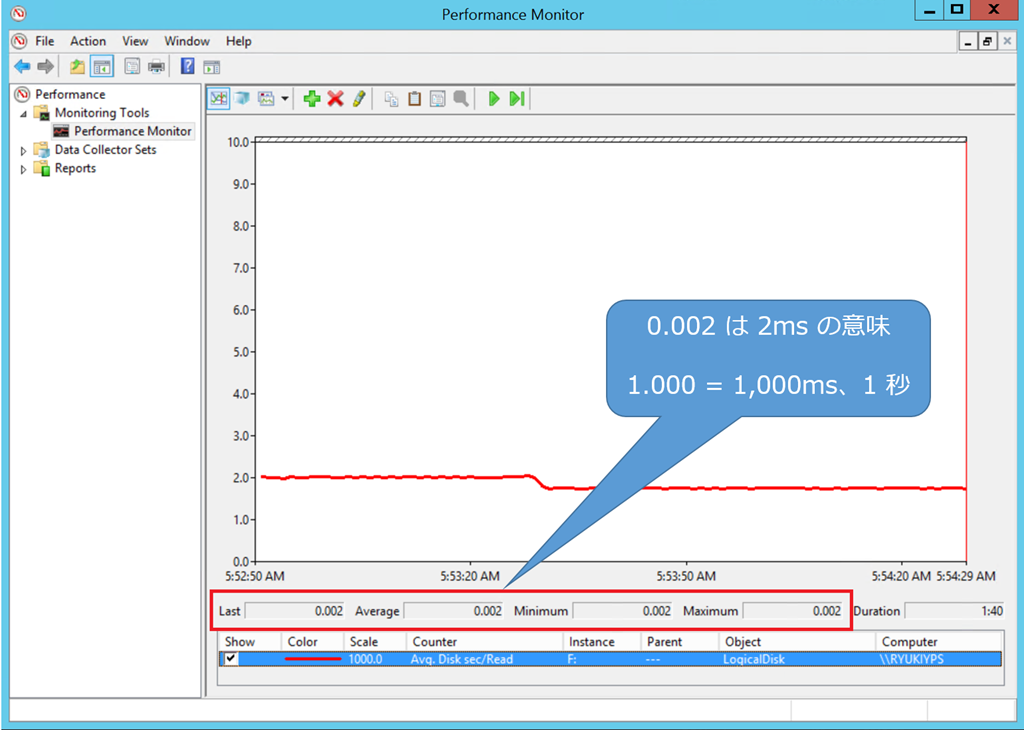 Performance Monitor
File Action View Window Help
Performance
Monitoring Tools
Performance Monitor
Data Collector Sets
Reports
10.0
9.0
8.0
7.0
6.0
5.0
4.0
3.0
2.0
1.0
0.0
0.002 は 2ms の意味
1.000 = 1,000ms、1 秒
5:52:50 AM 5:53:20 AM 5:53:50 AM 5:54:20 AM 5:54:29 AM
Last 0.002 Average 0.002 Minimum 0.002 Maximum 0.002 Duration 1:40
Show Color Scale Counter Instance Parent Object Computer
1000.0 Avg. Disk sec/Read F: --- LogicalDisk \\RYUKIYPS